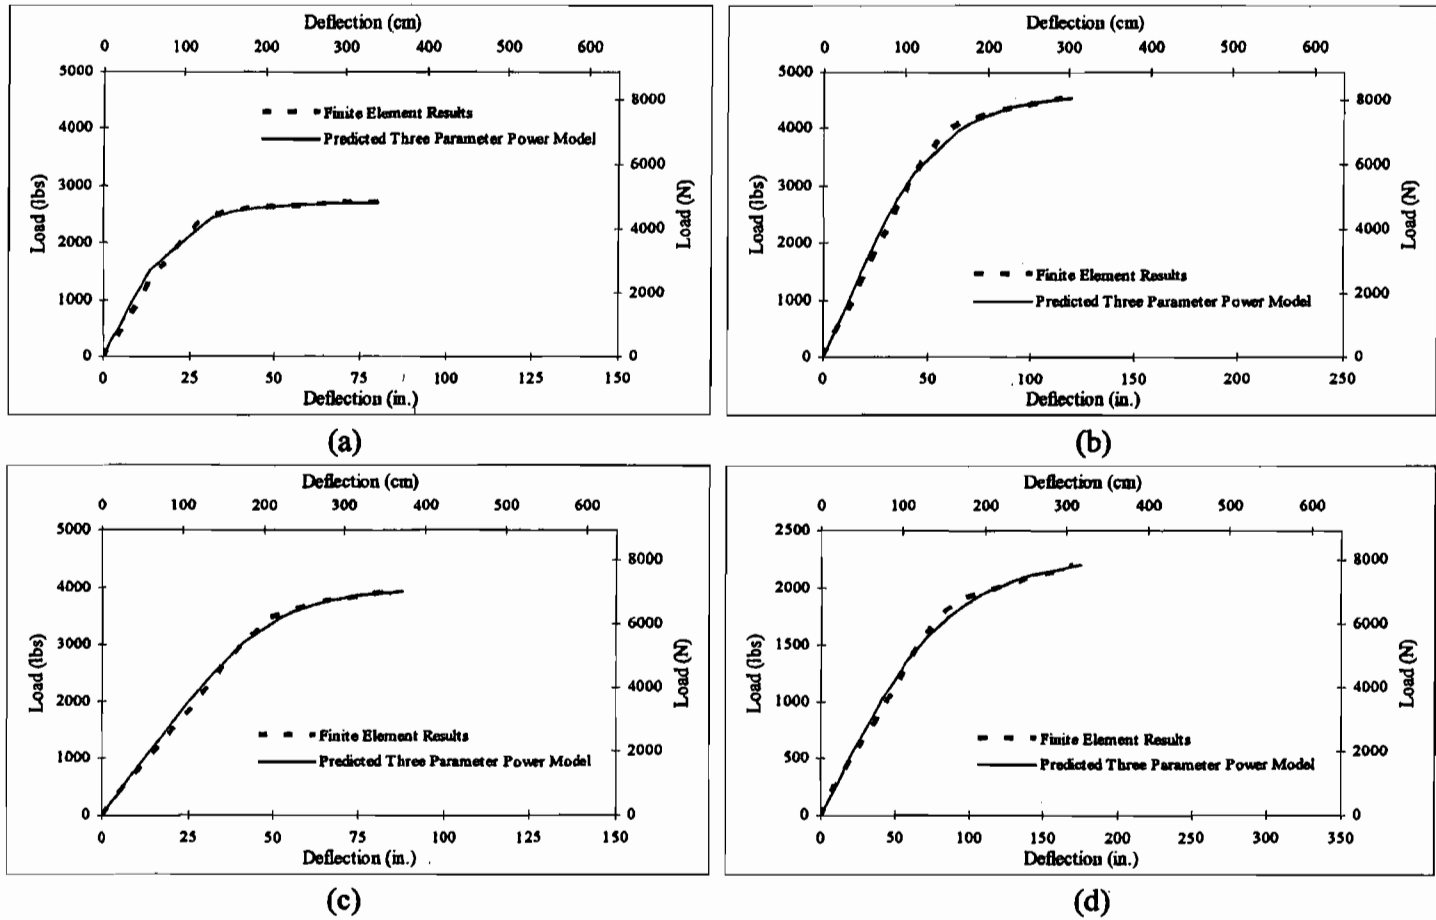 Deflection (cm)
0 100 200 300 400 500 600
5000
4000
3000
2000
1000
0
Load (lbs)
8000
6000
4000
2000
0
Load (N)
Finite Element Results
Predicted Three Parameter Power Model
0 25 50 75 100 125 150
Deflection (in.)
(a)
Deflection (cm)
0 100 200 300 400 500 600
5000
4000
3000
2000
1000
0
Load (lbs)
8000
6000
4000
2000
0
Load (N)
Finite Element Results
Predicted Three Parameter Power Model
0 50 100 150 200 250
Deflection (in.)
(b)
Deflection (cm)
0 100 200 300 400 500 600
5000
4000
3000
2000
1000
0
Load (lbs)
8000
6000
4000
2000
0
Load (N)
Finite Element Results
Predicted Three Parameter Power Model
0 25 50 75 100 125 150
Deflection (in.)
(c)
Deflection (cm)
0 100 200 300 400 500 600
2500
2000
1500
1000
500
0
Load (lbs)
8000
6000
4000
2000
0
Load (N)
Finite Element Results
Predicted Three Parameter Power Model
0 50 100 150 200 250 300 350
Deflection (in.)
(d)